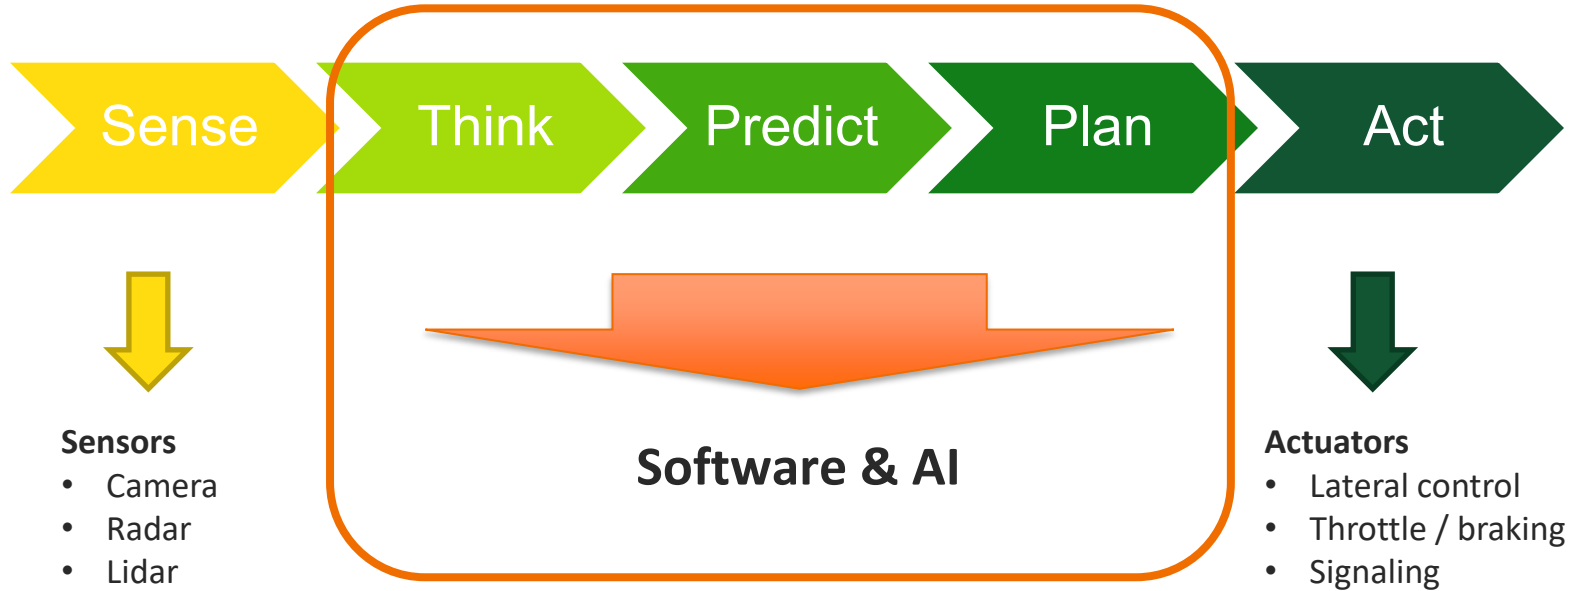 Sense
Think
Predict
Plan
Act
Sensors
• Camera
• Radar
• Lidar
Software & AI
Actuators
• Lateral control
• Throttle / braking
• Signaling